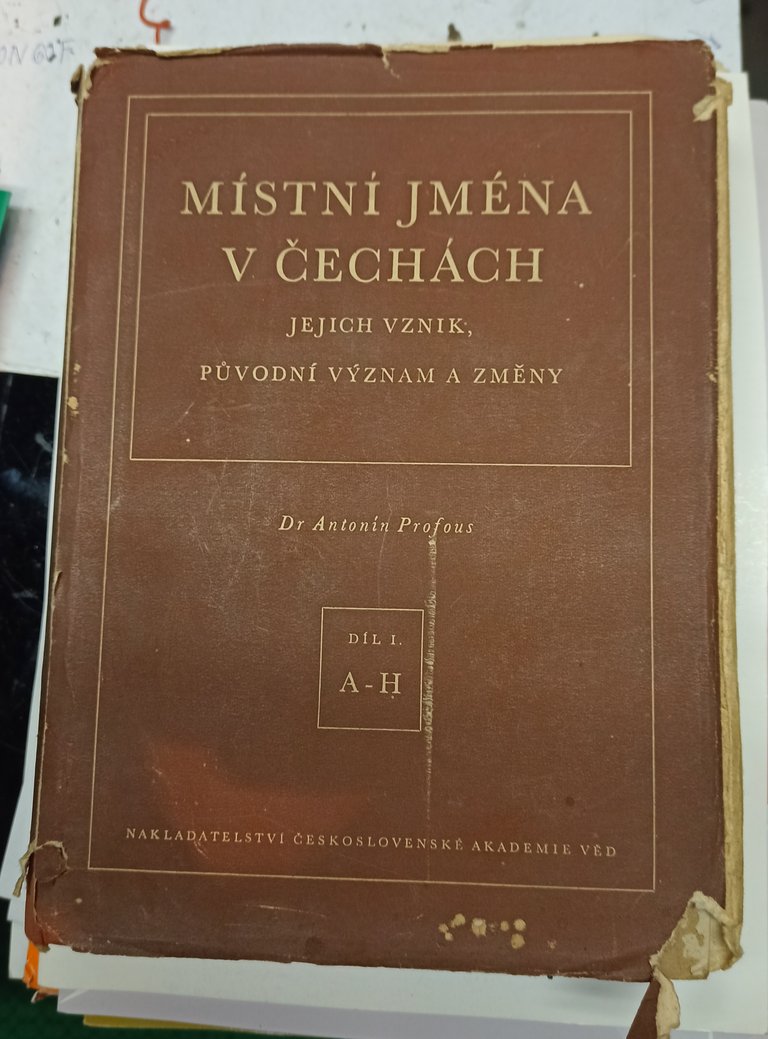 MÍSTNÍ JMÉNA
V ČECHÁCH
JEJICH VZNIK,
PŮVODNÍ VÝZNAM A ZMĚNY
Dr Antonín Profous
DÍL I.
A-H
NAKLADATELSTVÍ ČESKOSLOVENSKÉ AKADEMIE VĚD